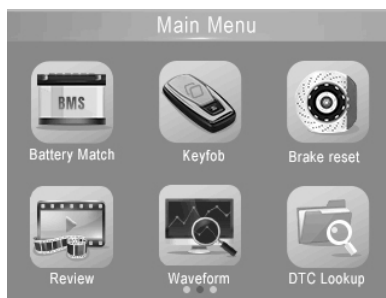 Main Menu
BMS
Battery Match
Keyfob
Brake reset
Review
Waveform
DTC Lookup